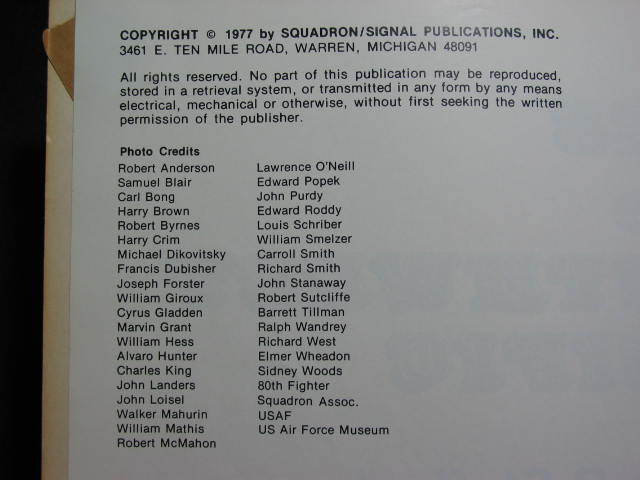 COPYRIGHT © 1977 by SQUADRON/SIGNAL PUBLICATIONS, INC.
3461 E. TEN MILE ROAD, WARREN, MICHIGAN 48091
All rights reserved. No part of this publication may be reproduced,
stored in a retrieval system, or transmitted in any form by any means
electrical, mechanical or otherwise, without first seeking the written
permission of the publisher.
Photo Credits
Robert Anderson
Samuel Blair
Carl Bong
Harry Brown
Robert Byrnes
Harry Crim
Michael Dikovitsky
Francis Dubisher
Joseph Forster
William Giroux
Cyrus Gladden
Marvin Grant
William Hess
Alvaro Hunter
Charles King
John Landers
John Loisel
Walker Mahurin
William Mathis
Robert McMahon
Lawrence O'Neill
Edward Popek
John Purdy
Edward Roddy
Louis Schriber
William Smelzer
Carroll Smith
Richard Smith
John Stanaway
Robert Sutcliffe
Barrett Tillman
Ralph Wandrey
Richard West
Elmer Wheadon
Sidney Woods
80th Fighter
Squadron Assoc.
USAF
US Air Force Museum